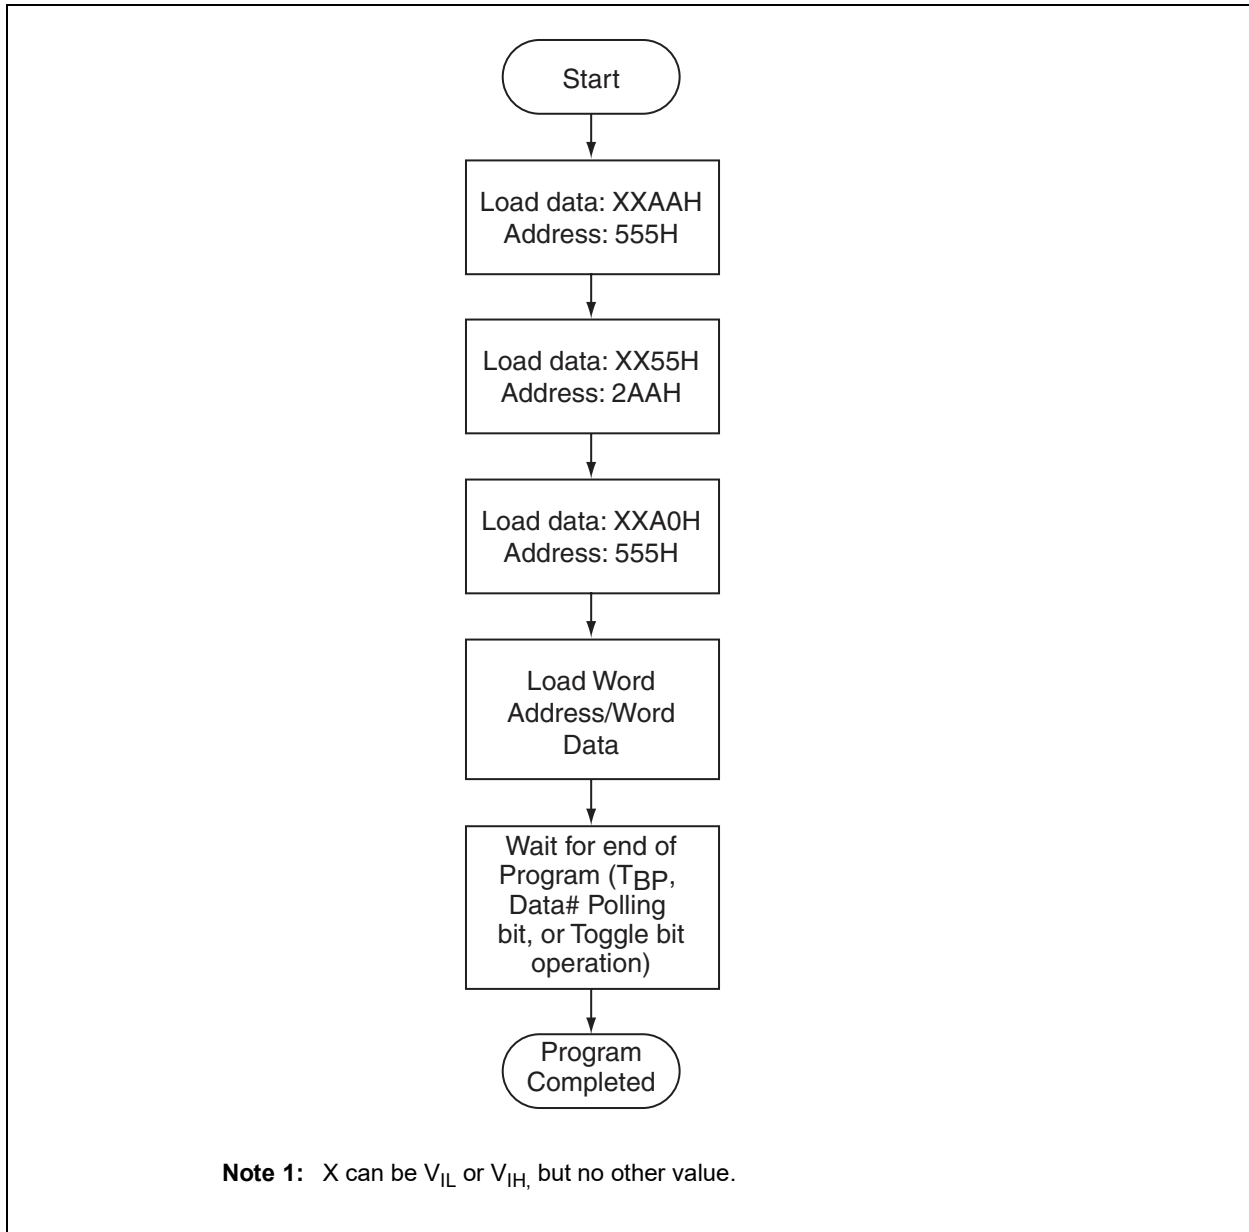 Start
Load data: XXAAH
Address: 555H
Load data: XX55H
Address: 2AAH
Load data: XXA0H
Address: 555H
Load Word
Address/Word
Data
Wait for end of
Program (TBP,
Data# Polling
bit, or Toggle bit
operation)
Program
Completed
Note 1: X can be VIL or VIH, but no other value.